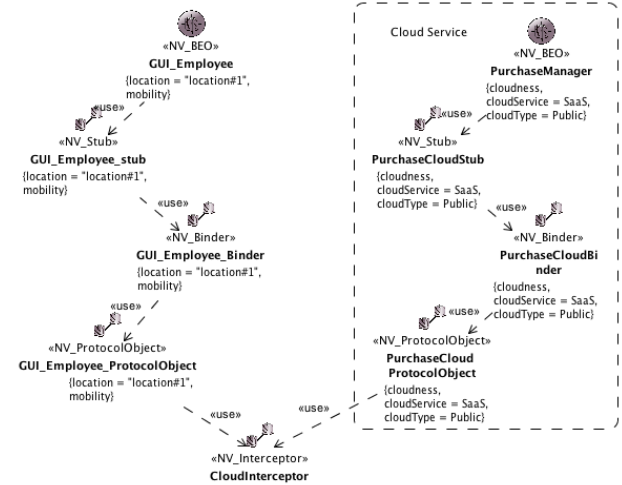 «NV_BEO»
GUI_Employee
{location = "location#1",
mobility}
«use»
«NV_Stub»
GUI_Employee_stub
{location = "location#1",
mobility}
«use»
«NV_Binder»
GUI_Employee_Binder
{location = "location#1",
mobility}
«use»
«NV_ProtocolObject»
GUI_Employee_ProtocolObject
{location = "location#1",
mobility}
«use»
Cloud Service
«NV_BEO»
PurchaseManager
{cloudness,
cloudService = SaaS,
cloudType = Public}
«use»
«NV_Stub»
PurchaseCloudStub
{cloudness,
cloudService = SaaS,
cloudType = Public}
«use»
«NV_Binder»
PurchaseCloudBi
nder
{cloudness,
cloudService = SaaS,
cloudType = Public}
«use»
«NV_ProtocolObject»
PurchaseCloud
ProtocolObject
{cloudness,
cloudService = SaaS,
cloudType = Public}
«use»
«NV_Interceptor»
CloudInterceptor